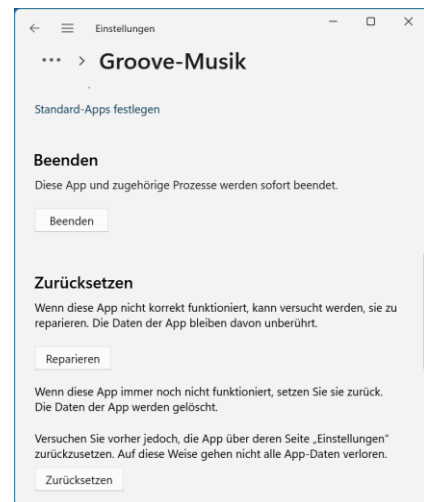 Einstellungen
Groove-Musik
Standard-Apps festlegen
Beenden
Diese App und zugehörige Prozesse werden sofort beendet.
Beenden
Zurücksetzen
Wenn diese App nicht korrekt funktioniert, kann versucht werden, sie zu
reparieren. Die Daten der App bleiben davon unberührt.
Reparieren
Wenn diese App immer noch nicht funktioniert, setzen Sie sie zurück.
Die Daten der App werden gelöscht.
Versuchen Sie vorher jedoch, die App über deren Seite „Einstellungen“
zurückzusetzen. Auf diese Weise gehen nicht alle App-Daten verloren.
Zurücksetzen